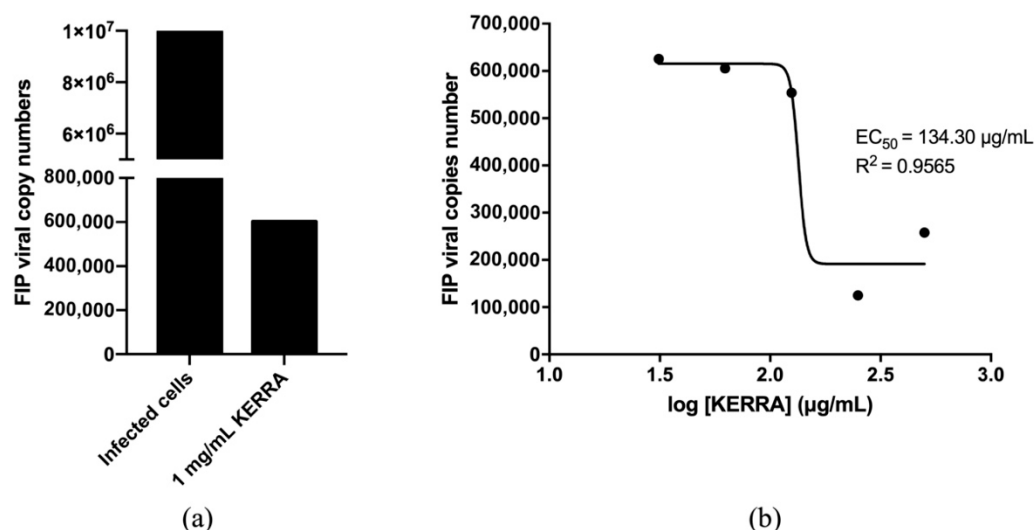 FIP viral copy numbers
1×10⁷
8×10⁶
6×10⁶
800,000
600,000
400,000
200,000
0
Infected cells
1 mg/mL KERRA
(a)
FIP viral copies number
700,000
600,000
500,000
400,000
300,000
200,000
100,000
0
EC₅₀ = 134.30 µg/mL
R² = 0.9565
1.0 1.5 2.0 2.5 3.0
log [KERRA] (µg/mL)
(b)